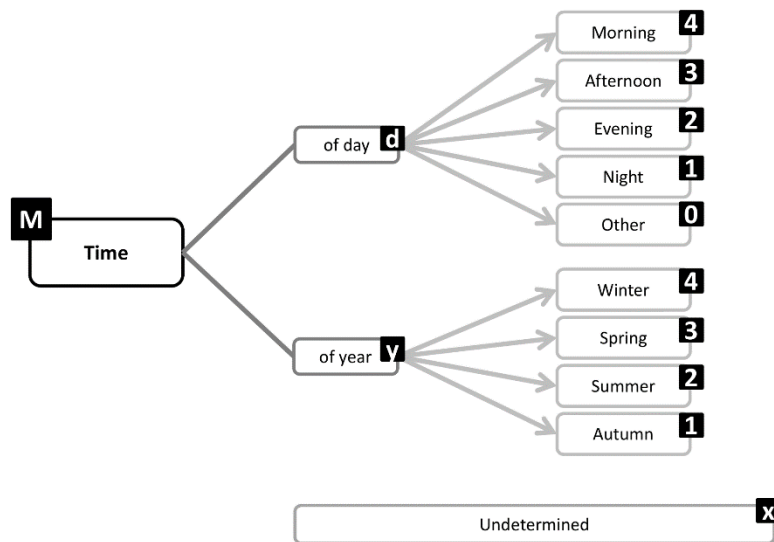 Morning 4
Afternoon 3
of day d
Evening 2
Night 1
Other 0
M
Time
Winter 4
of year y
Spring 3
Summer 2
Autumn 1
Undetermined x